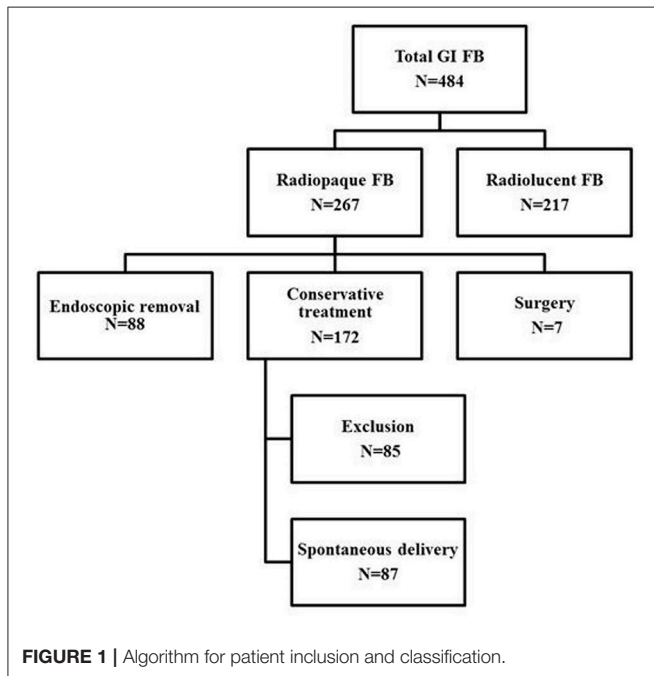 Total GI FB
N=484
Radiopaque FB
N=267
Radiolucent FB
N=217
Endoscopic removal
N=88
Conservative
treatment
N=172
Surgery
N=7
Exclusion
N=85
Spontaneous delivery
N=87
FIGURE 1 | Algorithm for patient inclusion and classification.